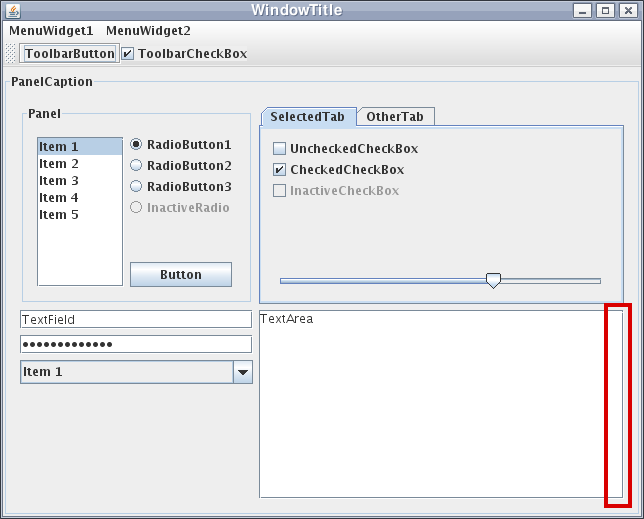 WindowTitle
MenuWidget1 MenuWidget2
ToolbarButton ToolbarCheckBox
PanelCaption
Panel
Item 1
Item 2
Item 3
Item 4
Item 5
RadioButton1
RadioButton2
RadioButton3
InactiveRadio
Button
SelectedTab OtherTab
UncheckedCheckBox
CheckedCheckBox
InactiveCheckBox
TextField
●●●●●●●●●●●●●
Item 1
TextArea